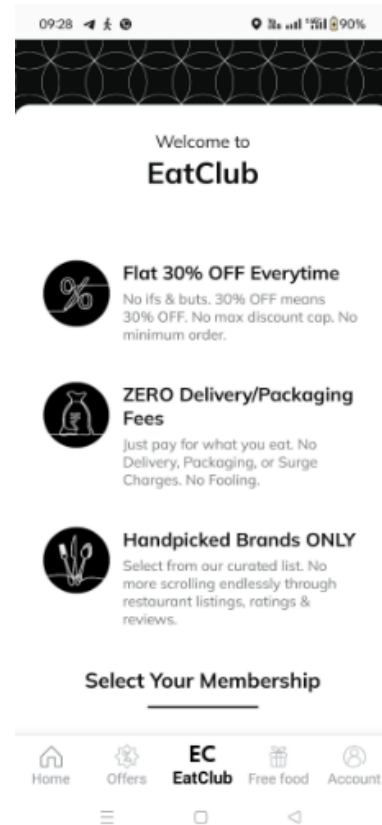 09:28 90%
Welcome to
EatClub
Flat 30% OFF Everytime
No ifs & buts. 30% OFF means
30% OFF. No max discount cap. No
minimum order.
ZERO Delivery/Packaging
Fees
Just pay for what you eat. No
Delivery, Packaging, or Surge
Charges. No Fooling.
Handpicked Brands ONLY
Select from our curated list. No
more scrolling endlessly through
restaurant listings, ratings &
reviews.
Select Your Membership
EC
Home Offers EatClub Free food Account